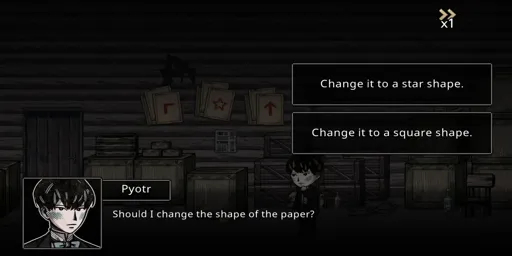 x1
Change it to a star shape.
Change it to a square shape.
Pyotr
Should I change the shape of the paper?